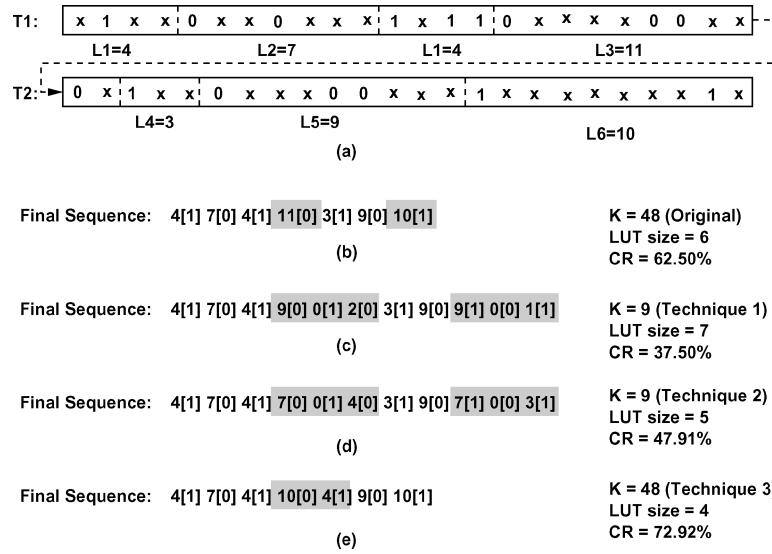 T1: x 1 x x 0 x x 0 x x x 1 x 1 1 0 x x x x 0 0 x x
L1=4 L2=7 L1=4 L3=11
T2: 0 x 1 x x 0 x x x 0 0 x x x 1 x x x x x x x 1 x
L4=3 L5=9 L6=10
(a)
Final Sequence: 4[1] 7[0] 4[1] 11[0] 3[1] 9[0] 10[1] K = 48 (Original)
LUT size = 6
CR = 62.50%
(b)
Final Sequence: 4[1] 7[0] 4[1] 9[0] 0[1] 2[0] 3[1] 9[0] 9[1] 0[0] 1[1] K = 9 (Technique 1)
LUT size = 7
CR = 37.50%
(c)
Final Sequence: 4[1] 7[0] 4[1] 7[0] 0[1] 4[0] 3[1] 9[0] 7[1] 0[0] 3[1] K = 9 (Technique 2)
LUT size = 5
CR = 47.91%
(d)
Final Sequence: 4[1] 7[0] 4[1] 10[0] 4[1] 9[0] 10[1] K = 48 (Technique 3
LUT size = 4
CR = 72.92%
(e)